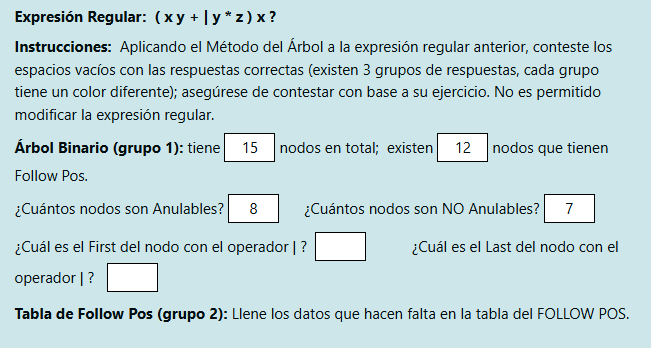 Expresión Regular: ( x y + | y * z ) x ?
Instrucciones: Aplicando el Método del Árbol a la expresión regular anterior, conteste los
espacios vacíos con las respuestas correctas (existen 3 grupos de respuestas, cada grupo
tiene un color diferente); asegúrese de contestar con base a su ejercicio. No es permitido
modificar la expresión regular.
Árbol Binario (grupo 1): tiene 15 nodos en total; existen 12 nodos que tienen
Follow Pos.
¿Cuántos nodos son Anulables? 8 ¿Cuántos nodos son NO Anulables? 7
¿Cuál es el First del nodo con el operador | ? ¿Cuál es el Last del nodo con el
operador | ?
Tabla de Follow Pos (grupo 2): Llene los datos que hacen falta en la tabla del FOLLOW POS.